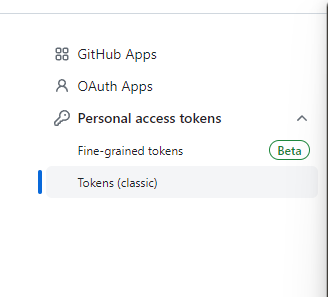 GitHub Apps
OAuth Apps
Personal access tokens
Fine-grained tokens Beta
Tokens (classic)